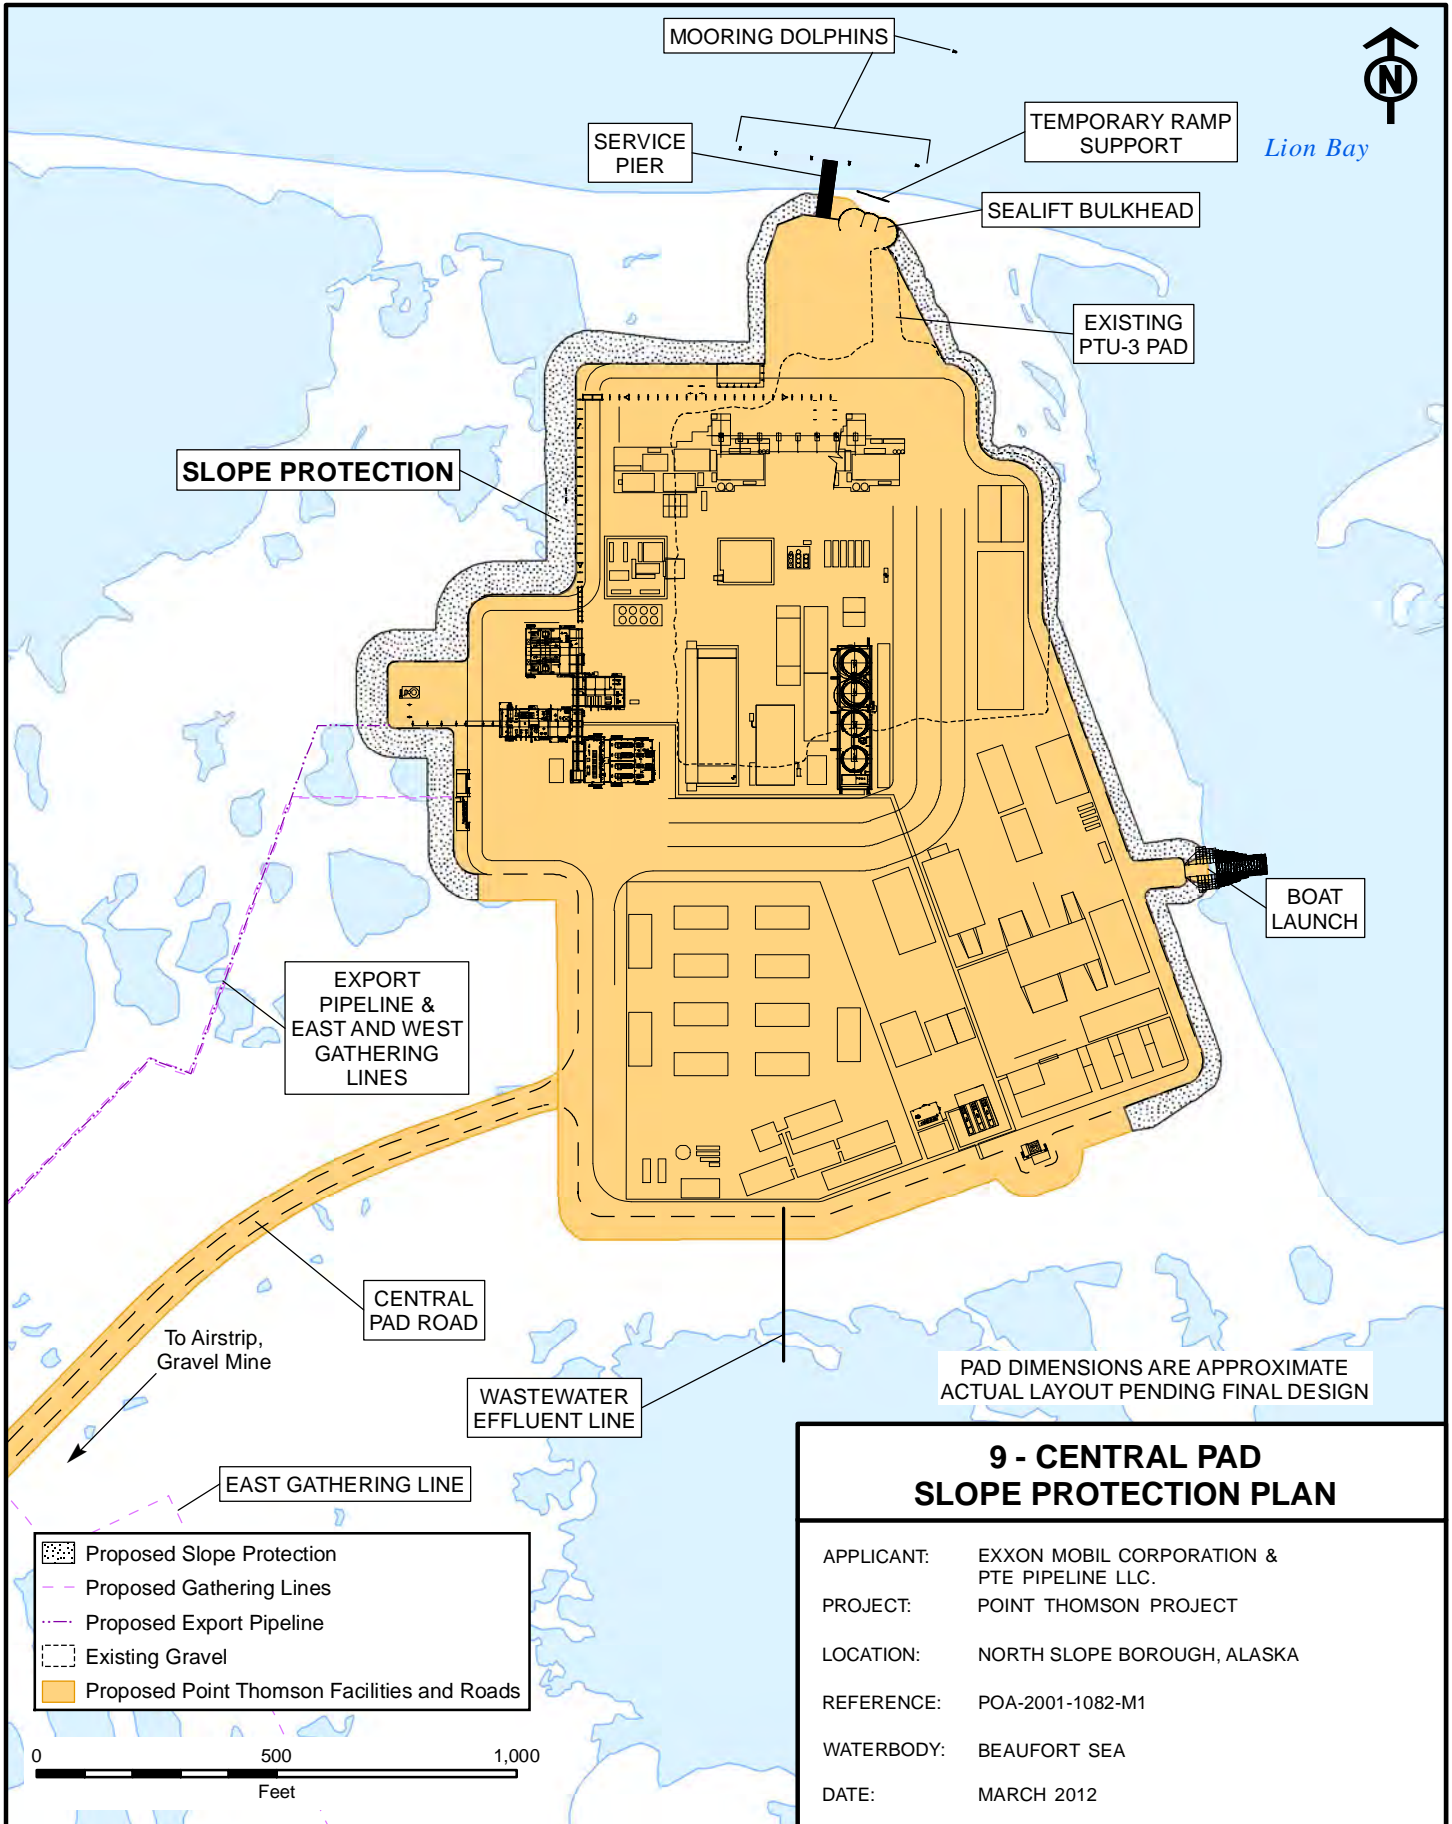 MOORING DOLPHINS
N
SERVICE
PIER
TEMPORARY RAMP
SUPPORT
Lion Bay
SEALIFT BULKHEAD
EXISTING
PTU-3 PAD
SLOPE PROTECTION
BOAT
LAUNCH
EXPORT
PIPELINE &
EAST AND WEST
GATHERING
LINES
CENTRAL
PAD ROAD
To Airstrip,
Gravel Mine
WASTEWATER
EFFLUENT LINE
PAD DIMENSIONS ARE APPROXIMATE
ACTUAL LAYOUT PENDING FINAL DESIGN
EAST GATHERING LINE
Proposed Slope Protection
Proposed Gathering Lines
Proposed Export Pipeline
Existing Gravel
Proposed Point Thomson Facilities and Roads
0 500 1,000
Feet
9 - CENTRAL PAD
SLOPE PROTECTION PLAN
APPLICANT: EXXON MOBIL CORPORATION &
PTE PIPELINE LLC.
PROJECT: POINT THOMSON PROJECT
LOCATION: NORTH SLOPE BOROUGH, ALASKA
REFERENCE: POA-2001-1082-M1
WATERBODY: BEAUFORT SEA
DATE: MARCH 2012